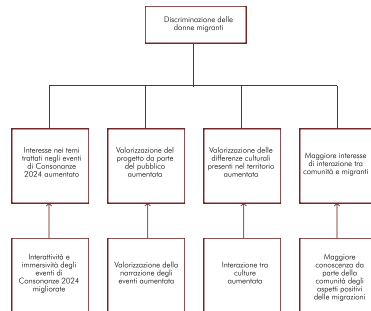 Discriminazione delle
donne migranti
Interesse nei temi
trattati negli eventi
di Consonanze
2024 aumentato
Valorizzazione del
progetto da parte
del pubblico
aumentata
Valorizzazione delle
differenze culturali
presenti nel territorio
aumentata
Maggiore interesse
di interazione tra
comunità e migranti
Interattività e
immersività degli
eventi di
Consonanze 2024
migliorate
Valorizzazione della
narrazione degli
eventi aumentata
Interazione tra
culture
aumentata
Maggiore
conoscenza da
parte della
comunità degli
aspetti positivi
delle migrazioni